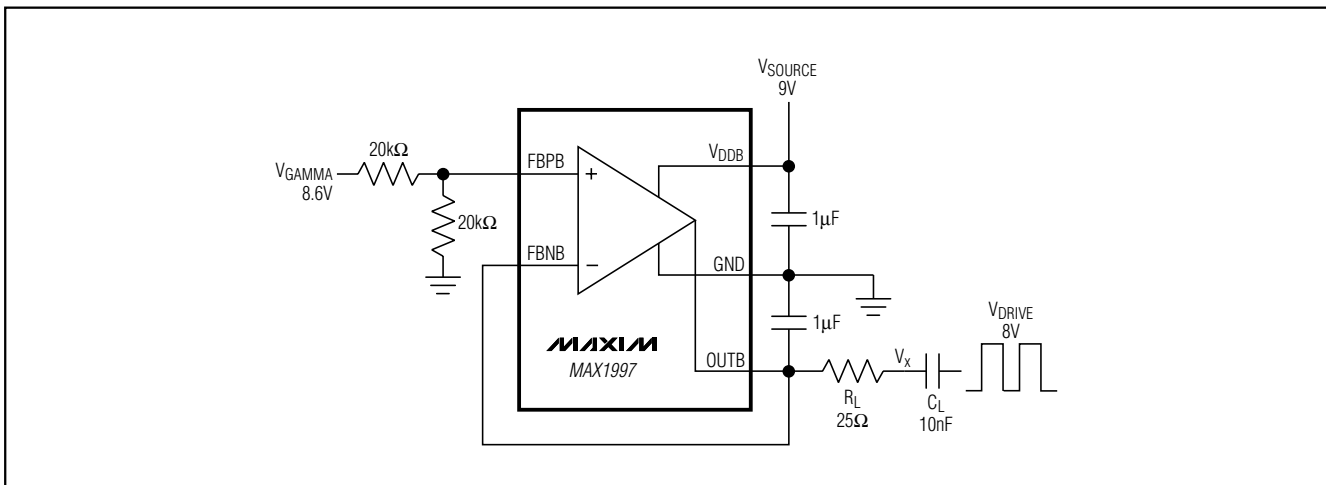 VSOURCE
9V
VDDB
20kΩ
FBPB
VGAMMA
8.6V
+
1μF
20kΩ
FBNB
−
GND
1μF
VDRIVE
8V
MAXIM
MAX1997
OUTB
VX
RL
25Ω
CL
10nF